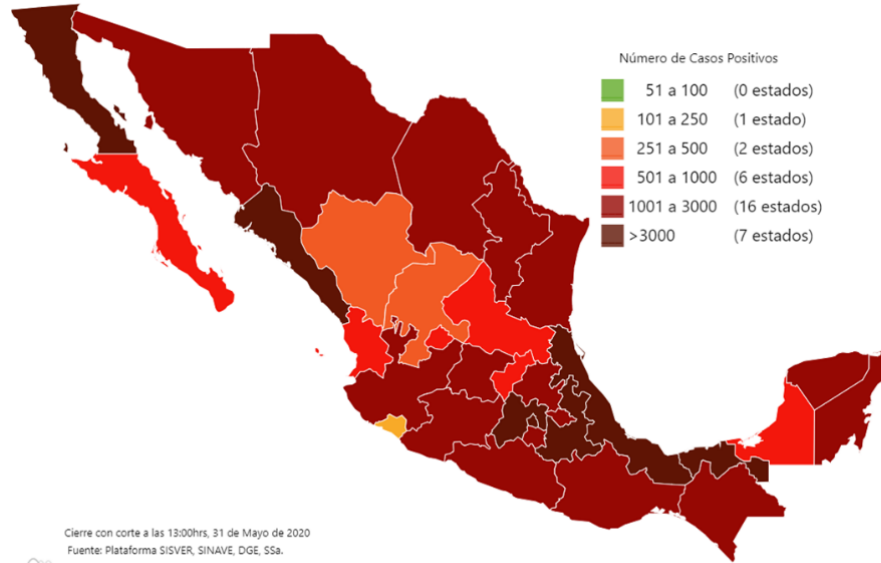 Número de Casos Positivos
51 a 100 (0 estados)
101 a 250 (1 estado)
251 a 500 (2 estados)
501 a 1000 (6 estados)
1001 a 3000 (16 estados)
>3000 (7 estados)
Cierre con corte a las 13:00hrs, 31 de Mayo de 2020
Fuente: Plataforma SISVER, SINAVE, DGE, SSa.